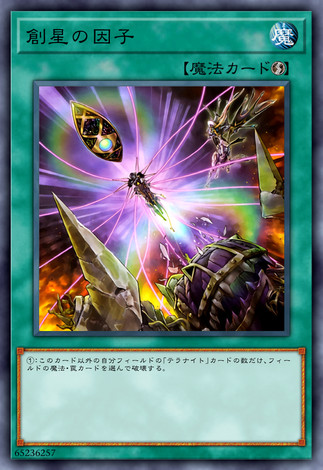 創星の因子
魔
【魔法カード】
①:このカード以外の自分フィールドの「テラナイト」カードの数だけ、フィー
ルドの魔法・罠カードを選んで破壊する。
65236257